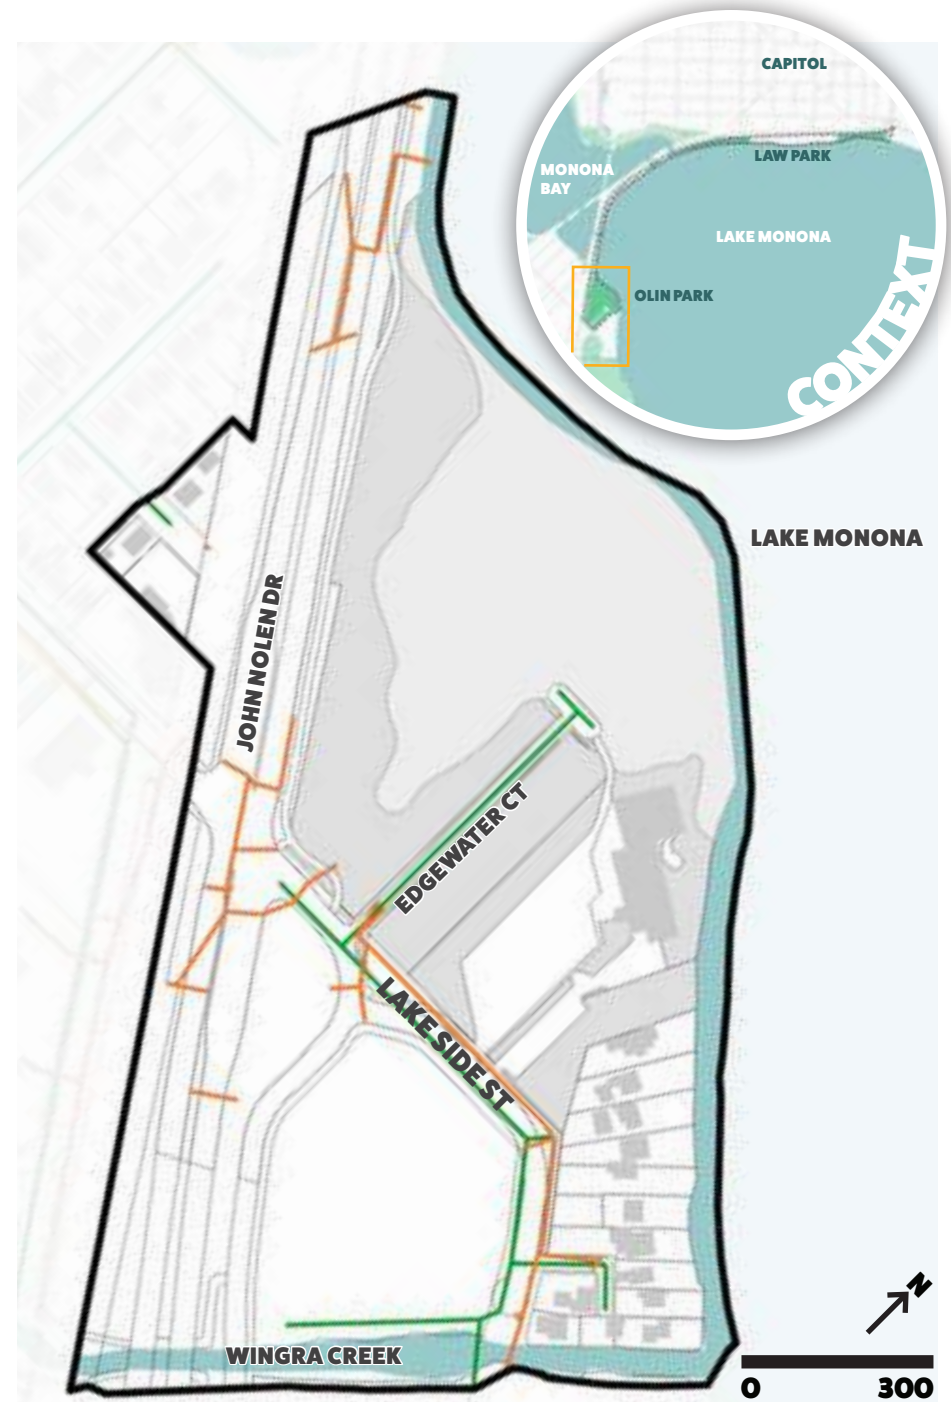 CAPITOL
LAW PARK
MONONA
BAY
LAKE MONONA
OLIN PARK
CONTEXT
LAKE MONONA
JOHN NOLEN DR
EDGEWATER CT
LAKE SIDE ST
WINGRA CREEK
N
0 300